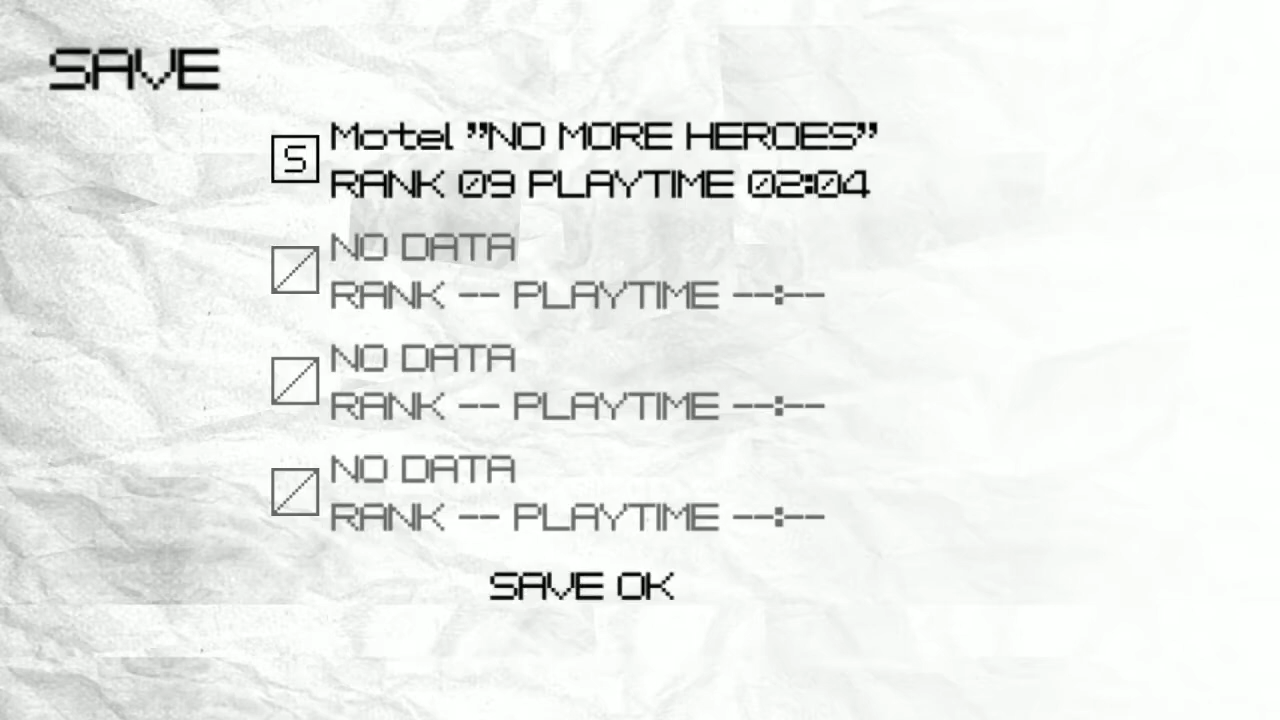 SAVE
S
Motel ”NO MORE HEROES”
RANK 09 PLAYTIME 02:04
NO DATA
RANK -- PLAYTIME --:--
NO DATA
RANK -- PLAYTIME --:--
NO DATA
RANK -- PLAYTIME --:--
SAVE OK